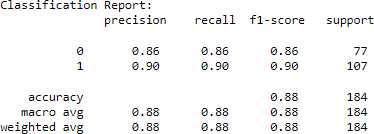 Classification Report:
precision recall f1-score support
0 0.86 0.86 0.86 77
1 0.90 0.90 0.90 107
accuracy 0.88 184
macro avg 0.88 0.88 0.88 184
weighted avg 0.88 0.88 0.88 184